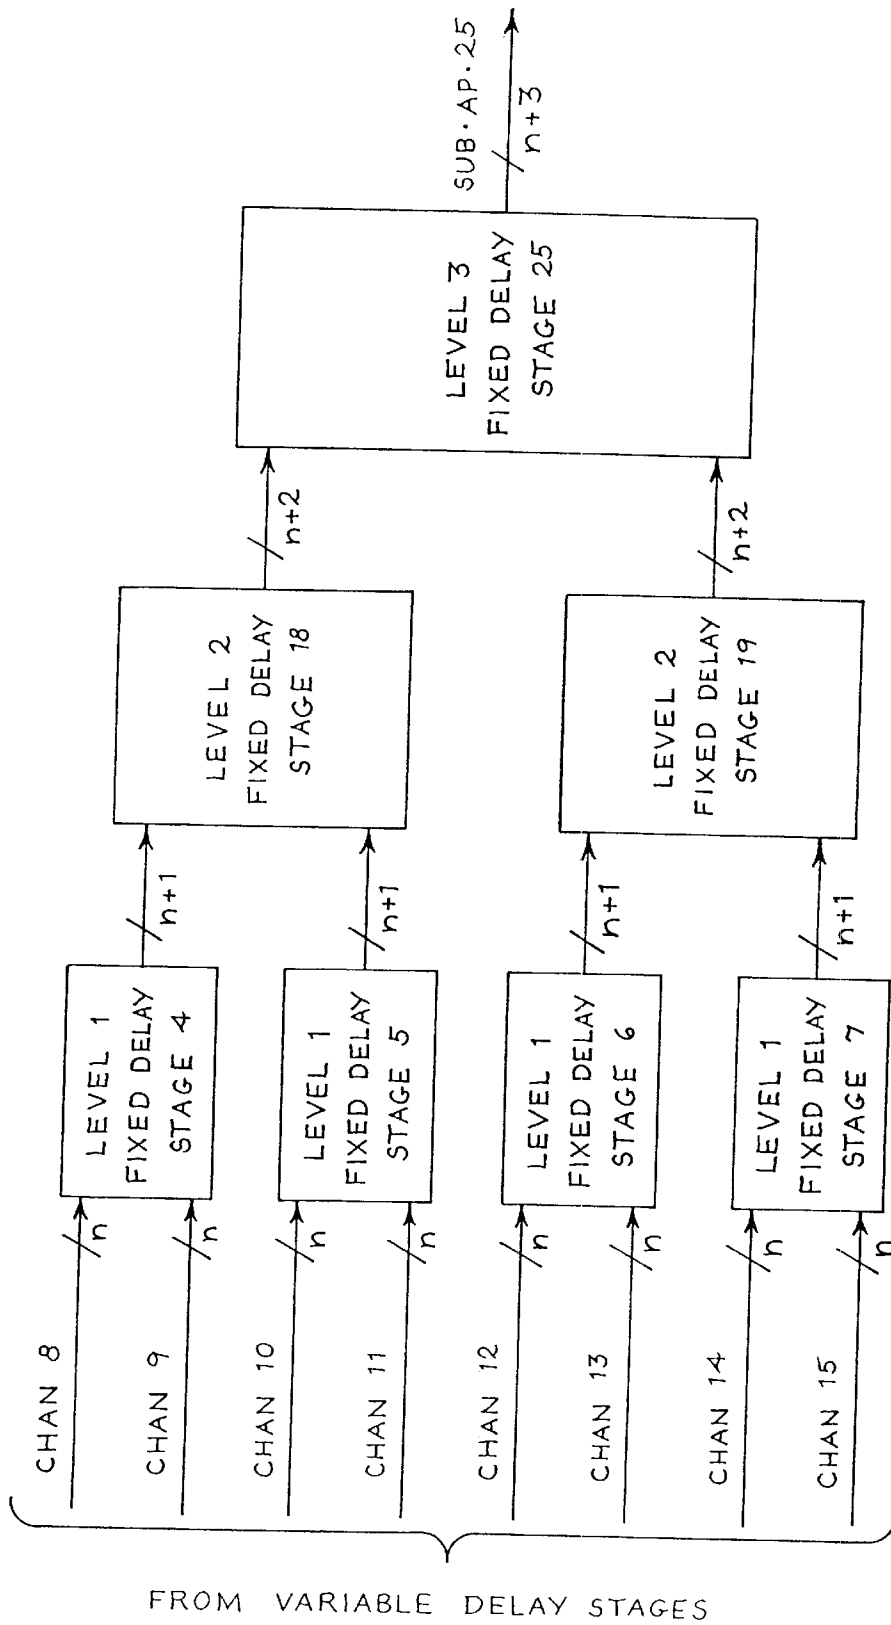 FROM VARIABLE DELAY STAGES
CHAN 8
n
CHAN 9
n
CHAN 10
n
CHAN 11
n
CHAN 12
n
CHAN 13
n
CHAN 14
n
CHAN 15
n
LEVEL 1
FIXED DELAY
STAGE 4
LEVEL 1
FIXED DELAY
STAGE 5
LEVEL 1
FIXED DELAY
STAGE 6
LEVEL 1
FIXED DELAY
STAGE 7
n+1
n+1
n+1
n+1
LEVEL 2
FIXED DELAY
STAGE 18
LEVEL 2
FIXED DELAY
STAGE 19
n+2
n+2
LEVEL 3
FIXED DELAY
STAGE 25
SUB·AP·25
n+3